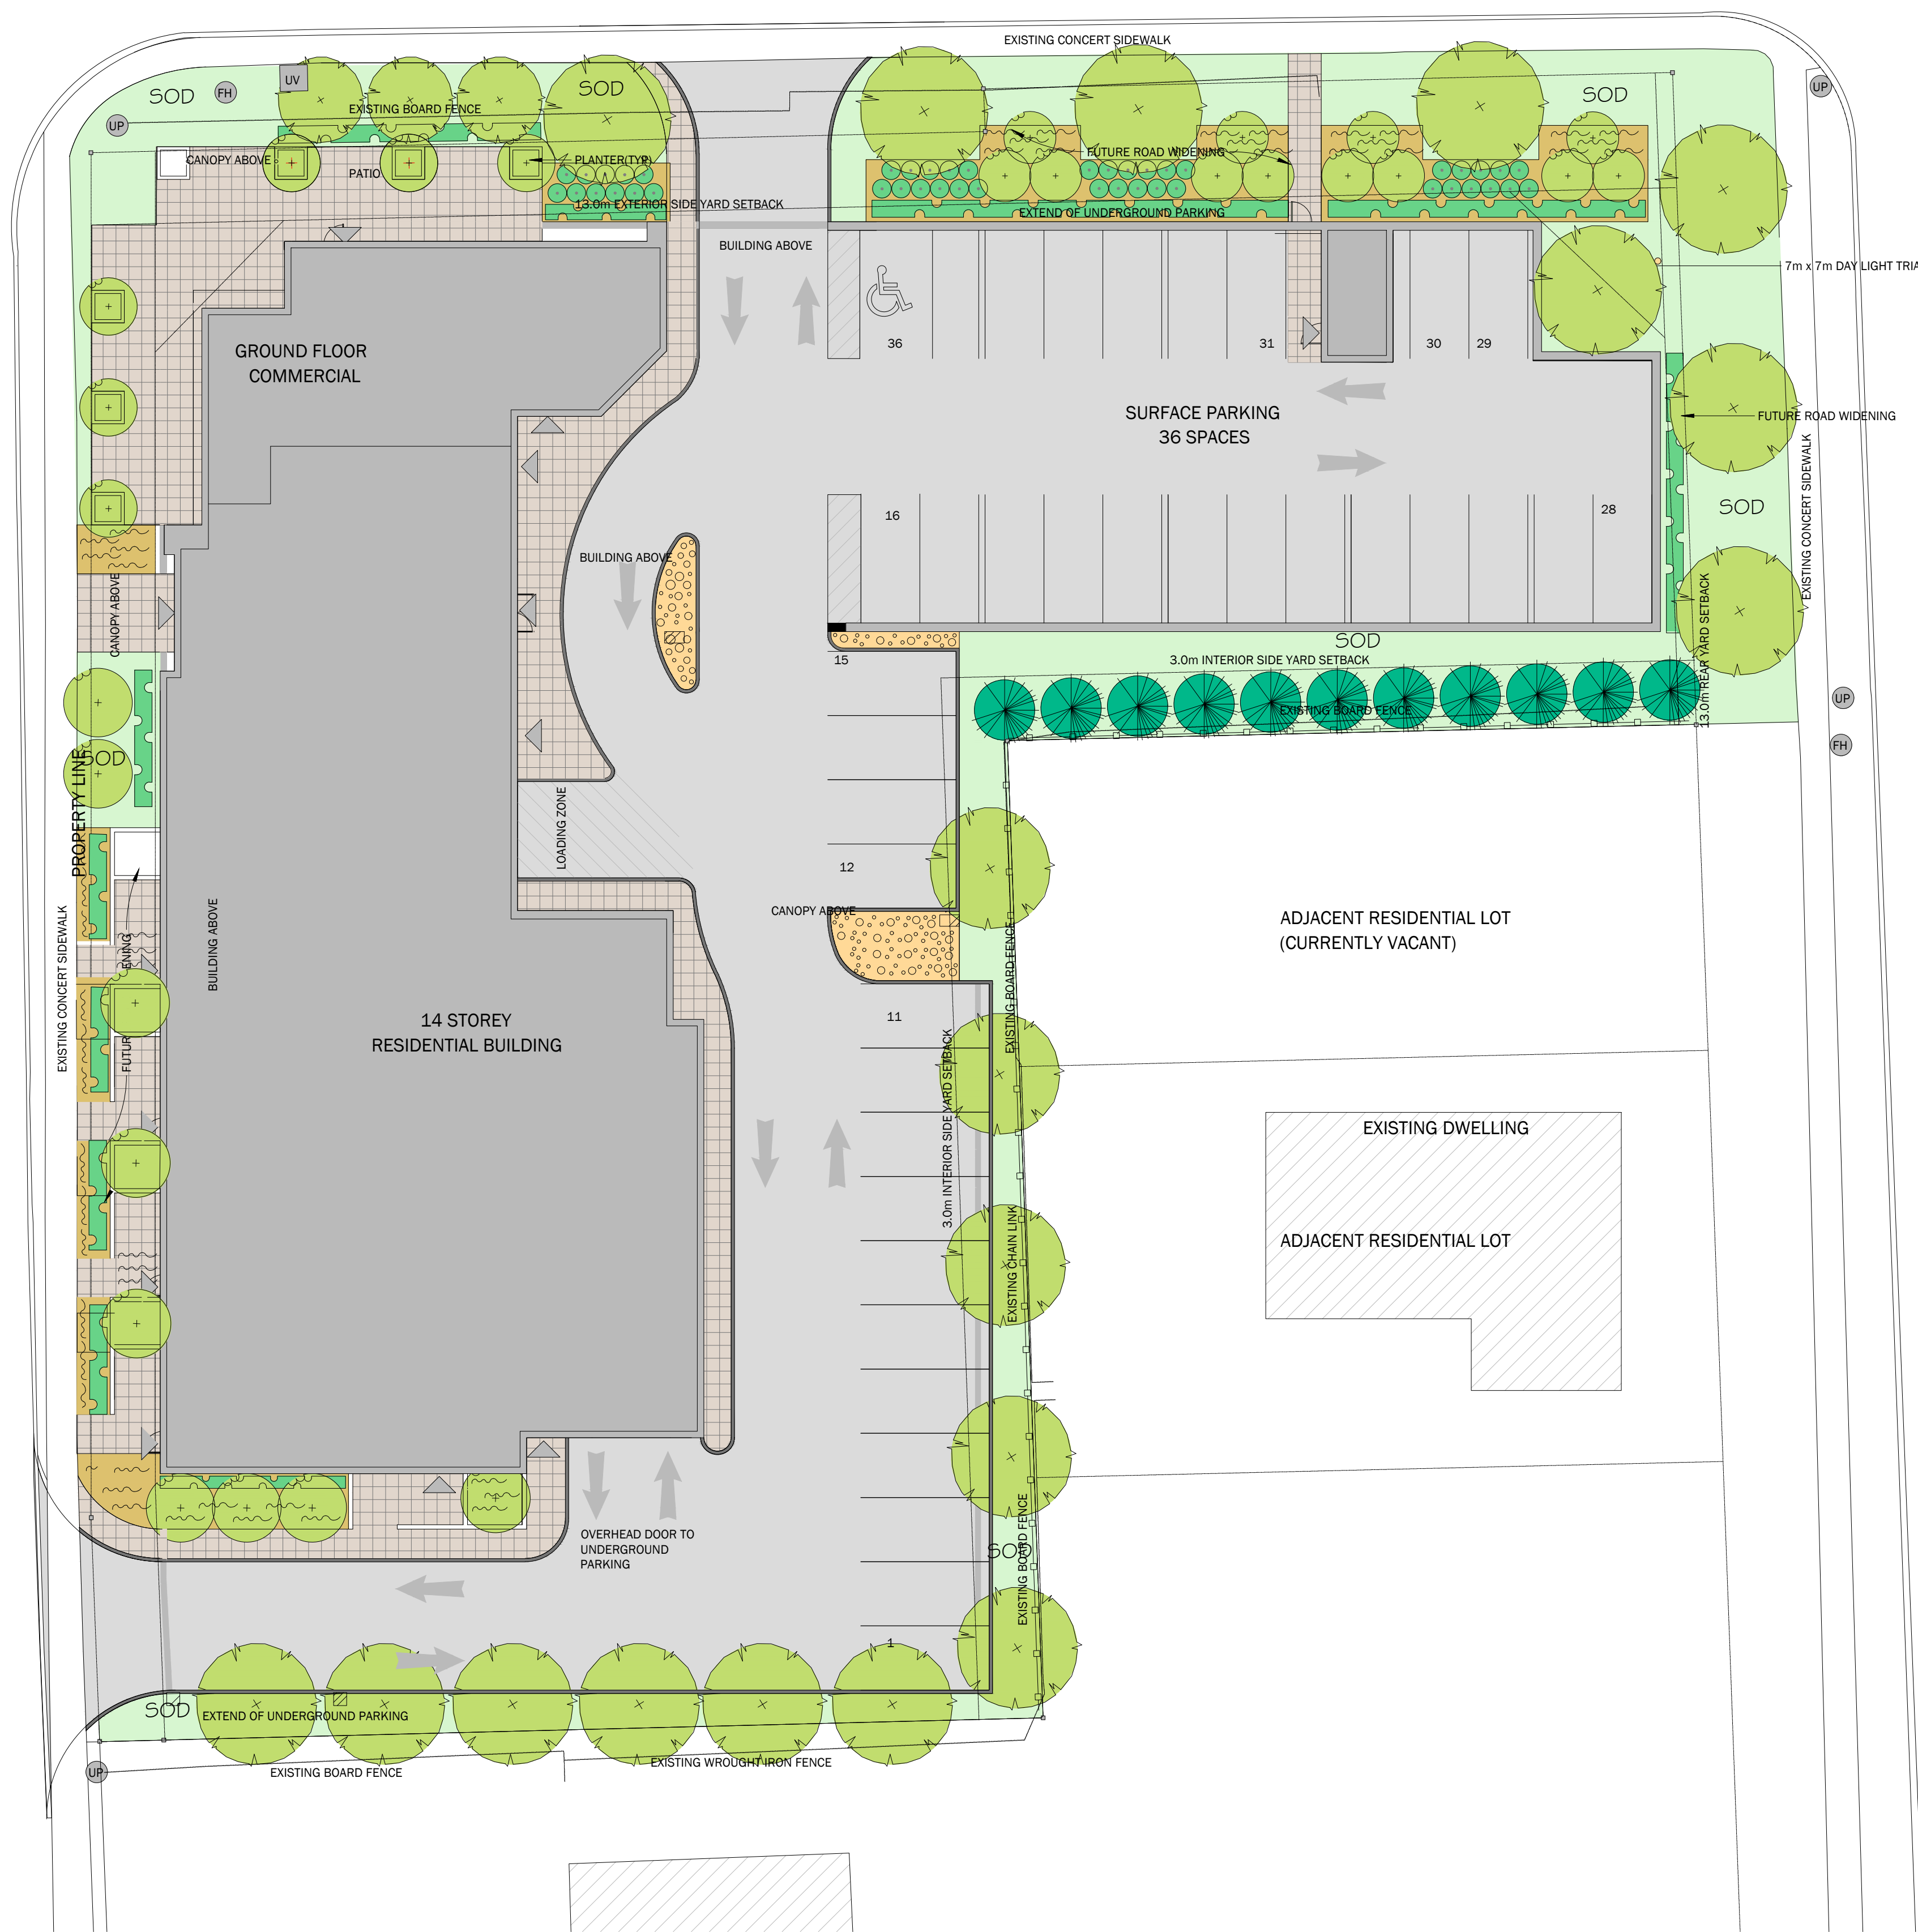 EXISTING CONCERT SIDEWALK
SOD
FH
UV
SOD
UP
SOD
UP
EXISTING BOARD FENCE
UP
CANOPY ABOVE
PLANTER(TYP)
PATIO
FUTURE ROAD WIDENING
13.0m EXTERIOR SIDE YARD SETBACK
EXTEND OF UNDERGROUND PARKING
BUILDING ABOVE
7m x 7m DAY LIGHT TRIA
36
31
30
29
GROUND FLOOR
COMMERCIAL
SURFACE PARKING
36 SPACES
FUTURE ROAD WIDENING
EXISTING CONCERT SIDEWALK
16
28
SOD
BUILDING ABOVE
CANOPY ABOVE
SOD
15
3.0m INTERIOR SIDE YARD SETBACK
13.0m REAR YARD SETBACK
EXISTING BOARD FENCE
UP
FH
SOD
PROPERTY LINE
LOADING ZONE
12
CANOPY ABOVE
BUILDING ABOVE
EXISTING CONCERT SIDEWALK
FUTUR
ENING
ADJACENT RESIDENTIAL LOT
(CURRENTLY VACANT)
EXISTING BOARD FENCE
11
14 STOREY
RESIDENTIAL BUILDING
3.0m INTERIOR SIDE YARD SETBACK
EXISTING DWELLING
ADJACENT RESIDENTIAL LOT
EXISTING CHAIN LINK
OVERHEAD DOOR TO
UNDERGROUND
PARKING
SOD
EXISTING BOARD FENCE
1
SOD
EXTEND OF UNDERGROUND PARKING
UP
EXISTING BOARD FENCE
EXISTING WROUGHT IRON FENCE